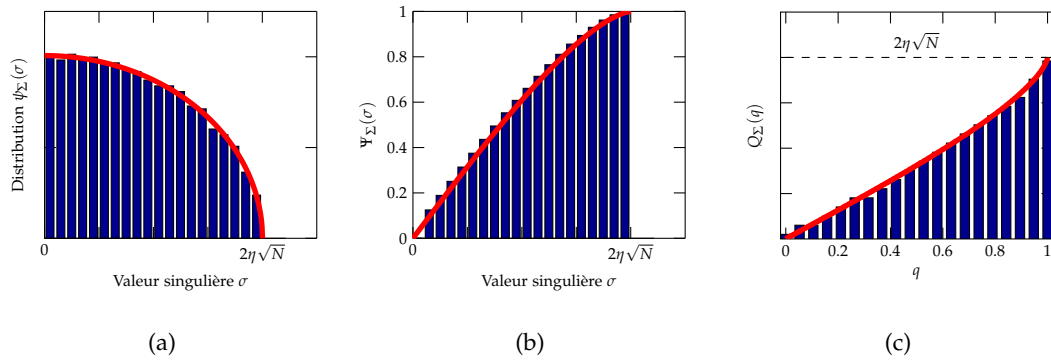 Distribution ψ_Σ(σ)
0
2η√N
Valeur singulière σ
(a)
Ψ_Σ(σ)
1
0.8
0.6
0.4
0.2
0
0
2η√N
Valeur singulière σ
(b)
Q_Σ(q)
2η√N
0
0.2
0.4
0.6
0.8
1
q
(c)